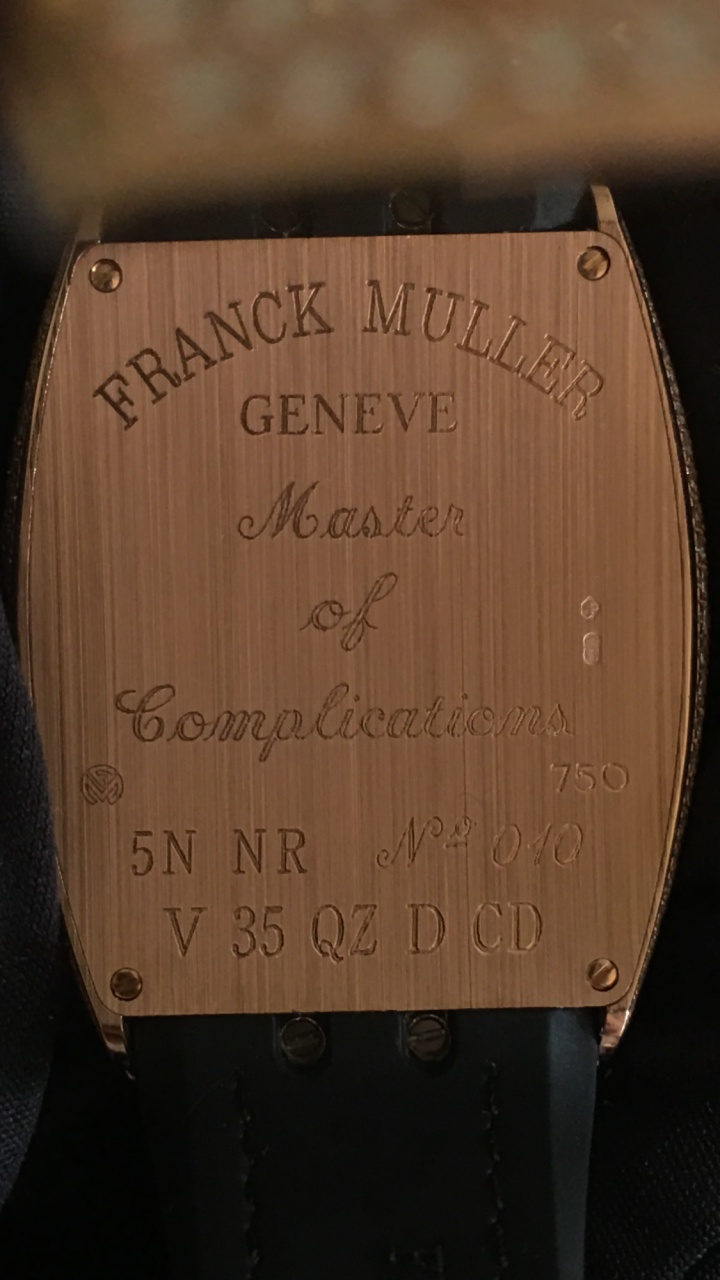 FRANCK MULLER
GENEVE
Master
of
Complications
750
5N NR Nº 010
V 35 QZ D CD